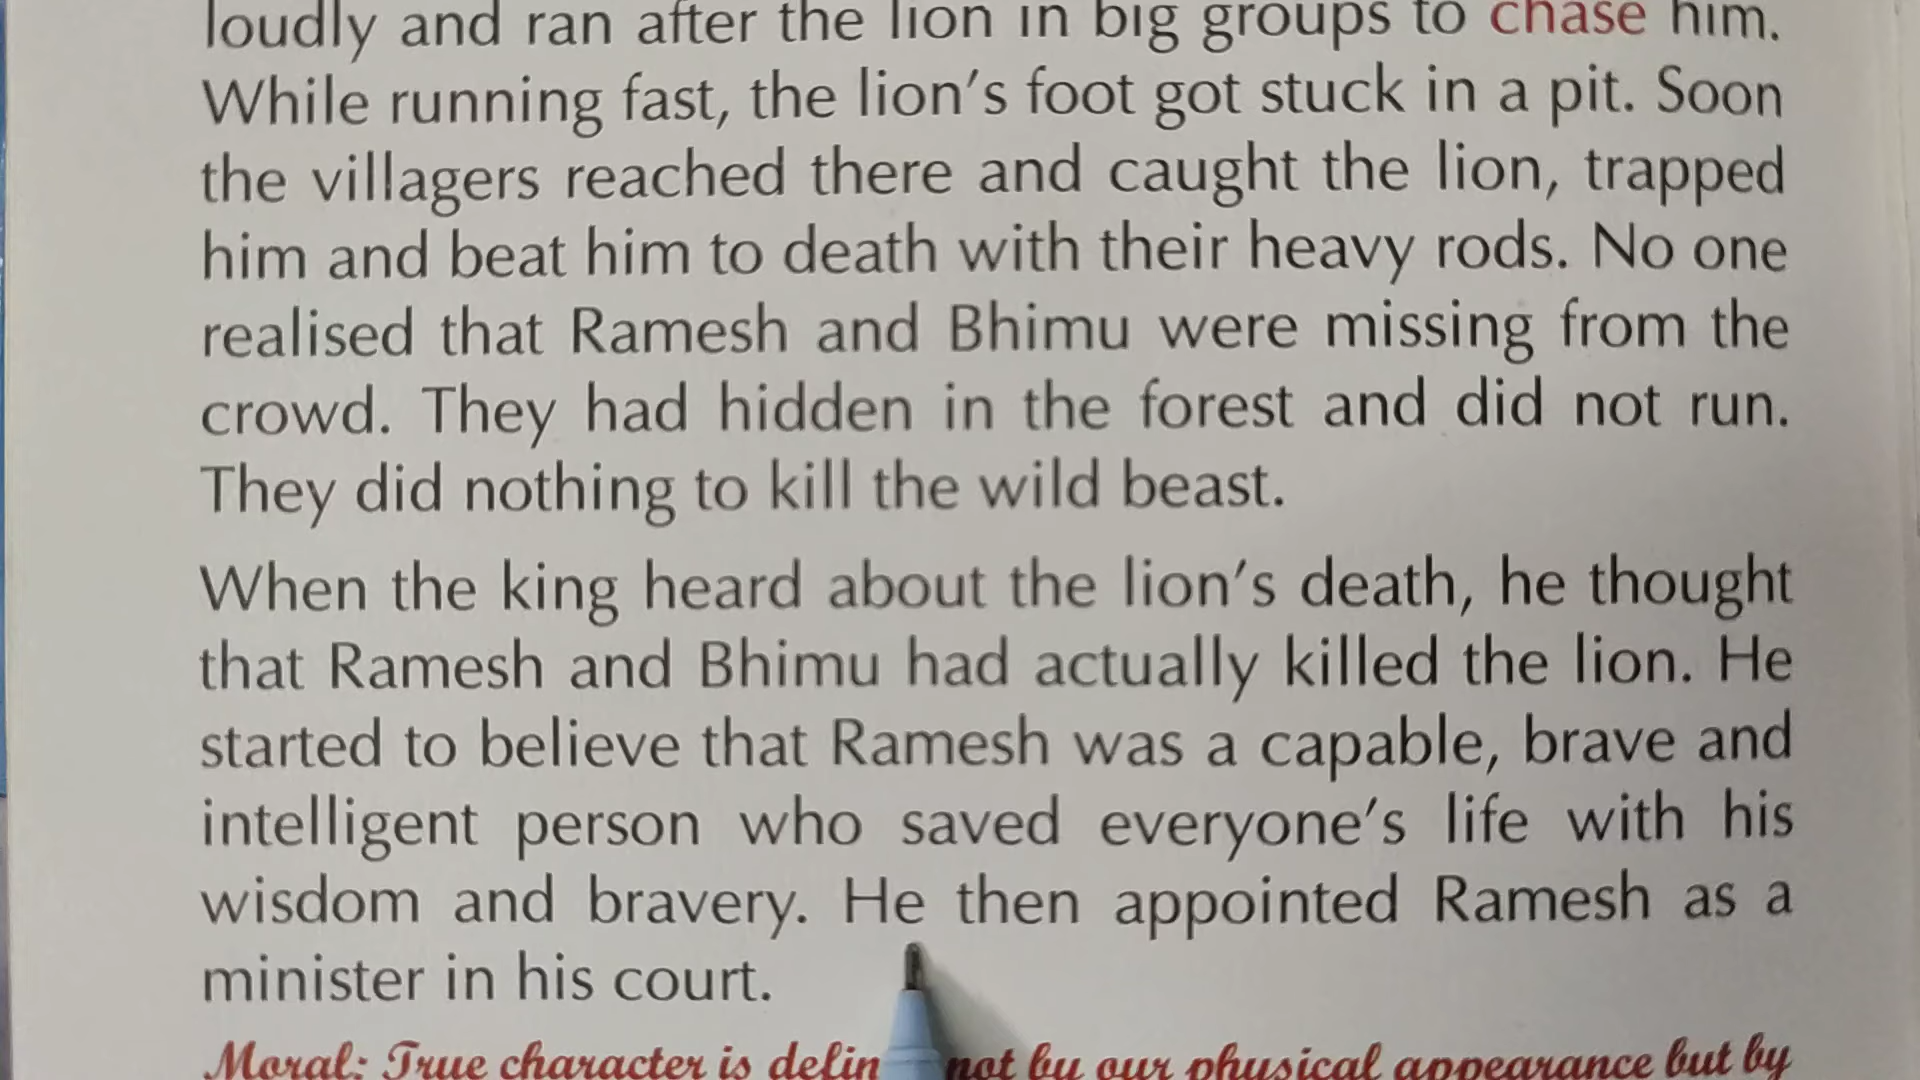 loudly and ran after the lion in big groups to chase him.
While running fast, the lion's foot got stuck in a pit. Soon
the villagers reached there and caught the lion, trapped
him and beat him to death with their heavy rods. No one
realised that Ramesh and Bhimu were missing from the
crowd. They had hidden in the forest and did not run.
They did nothing to kill the wild beast.
When the king heard about the lion's death, he thought
that Ramesh and Bhimu had actually killed the lion. He
started to believe that Ramesh was a capable, brave and
intelligent person who saved everyone's life with his
wisdom and bravery. He then appointed Ramesh as a
minister in his court.
Moral: True character is not by our physical appearance but by